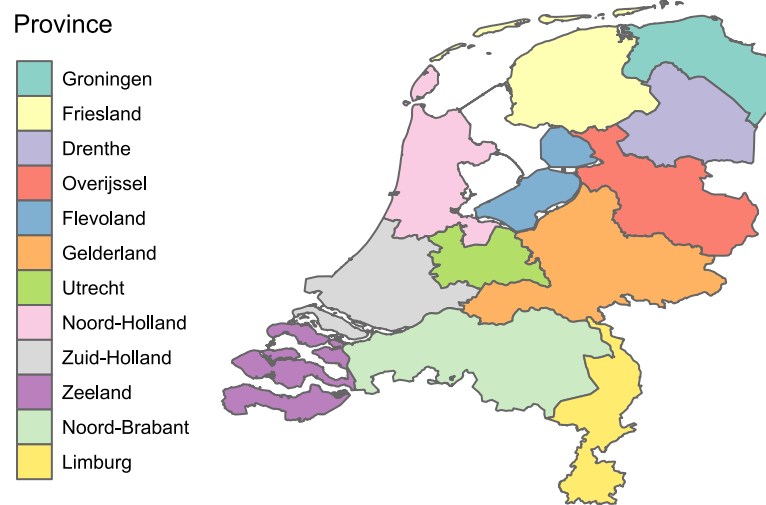 Province
Groningen
Friesland
Drenthe
Overijssel
Flevoland
Gelderland
Utrecht
Noord-Holland
Zuid-Holland
Zeeland
Noord-Brabant
Limburg